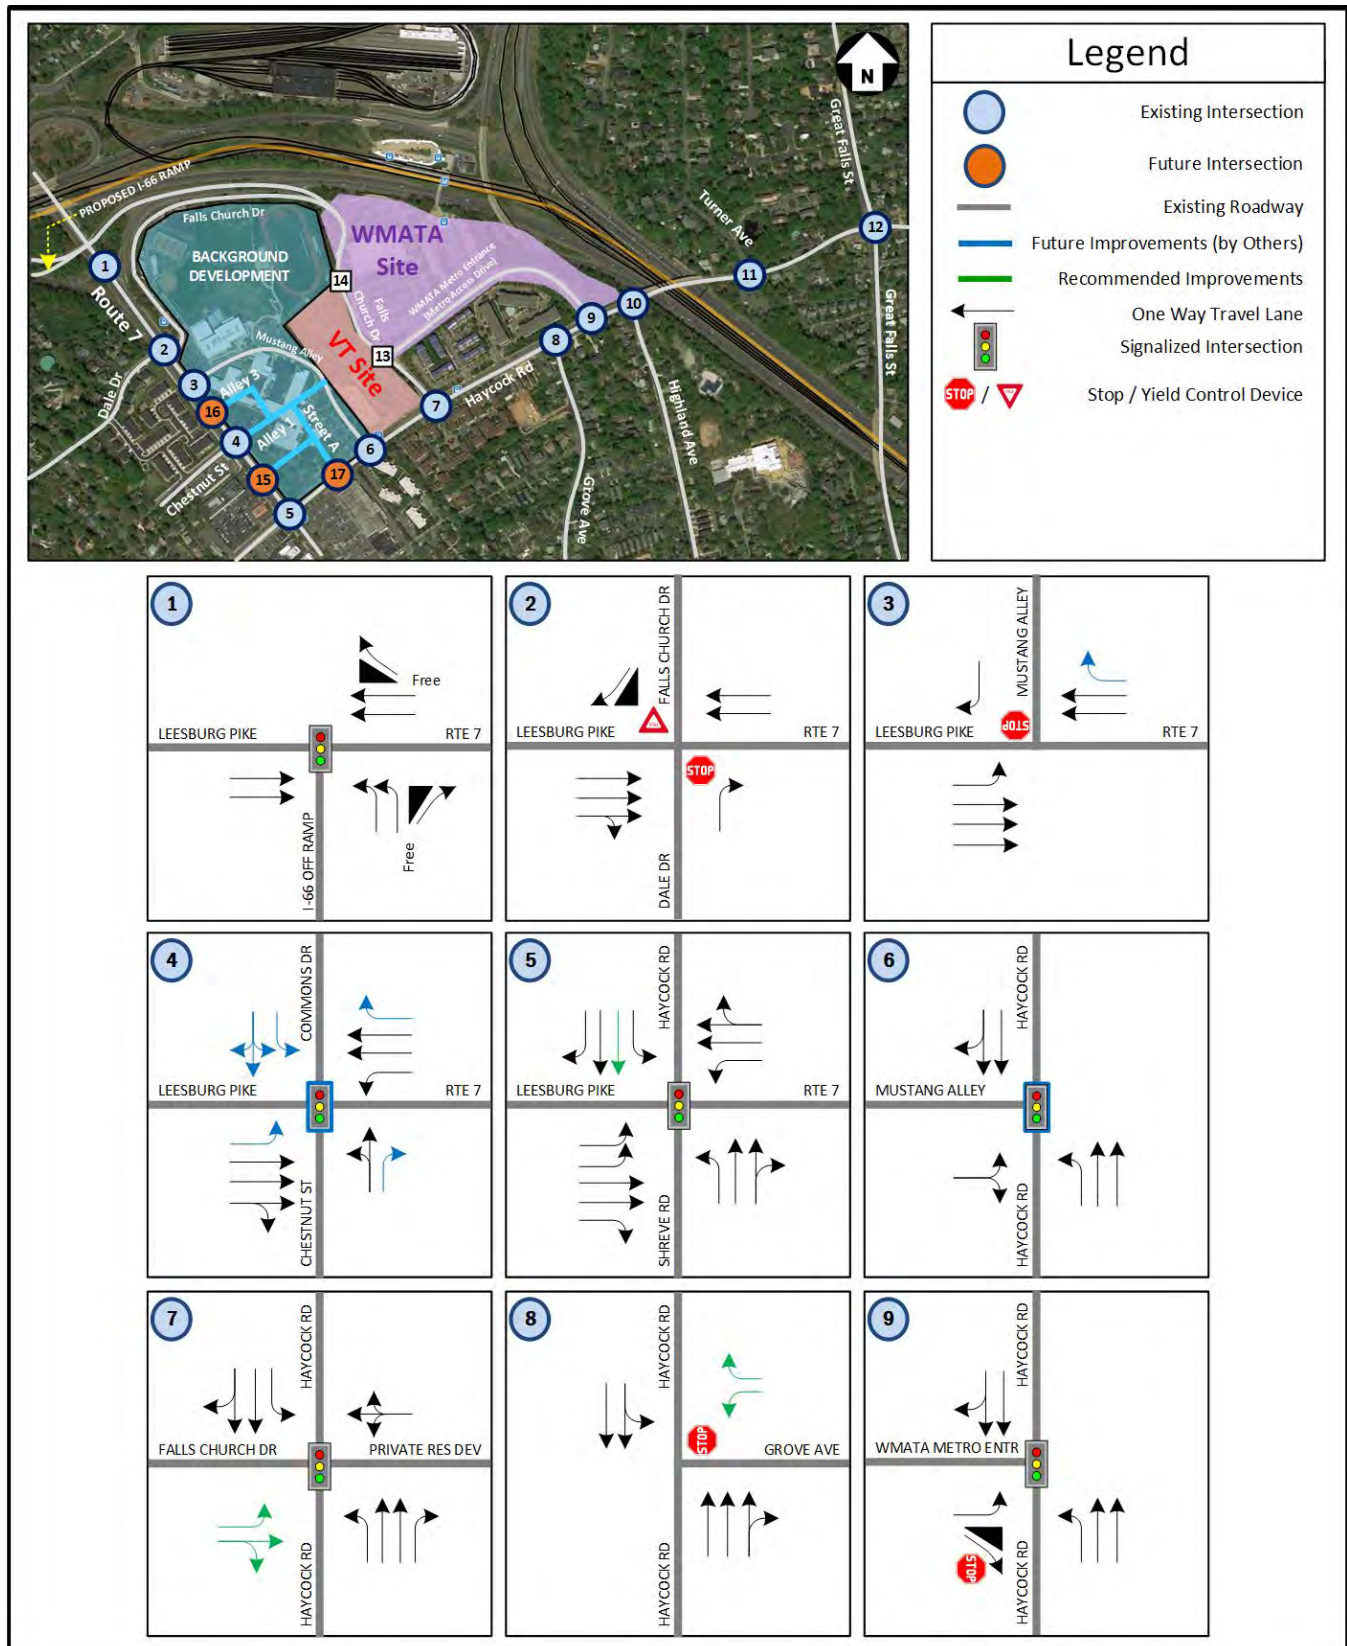 N
PROPOSED I-66 RAMP
Falls Church Dr
BACKGROUND
DEVELOPMENT
WMATA
Site
WMATA Metro Entrance
(Metro Access Drive)
Falls
Church Dr
VT Site
Mustang Alley
Route 7
Dale Dr
Alley 3
Alley 1
Street A
Chestnut St
Haycock Rd
Grove Ave
Highland Ave
Turner Ave
Great Falls St
Great Falls St
1
2
3
16
4
15
5
17
6
7
13
14
8
9
10
11
12
Legend
Existing Intersection
Future Intersection
Existing Roadway
Future Improvements (by Others)
Recommended Improvements
One Way Travel Lane
Signalized Intersection
STOP / Stop / Yield Control Device
1
Free
LEESBURG PIKE
RTE 7
I-66 OFF RAMP
Free
2
FALLS CHURCH DR
LEESBURG PIKE
RTE 7
STOP
DALE DR
3
MUSTANG ALLEY
STOP
LEESBURG PIKE
RTE 7
4
COMMONS DR
LEESBURG PIKE
RTE 7
CHESTNUT ST
5
HAYCOCK RD
LEESBURG PIKE
RTE 7
SHREVE RD
6
HAYCOCK RD
MUSTANG ALLEY
HAYCOCK RD
7
HAYCOCK RD
FALLS CHURCH DR
PRIVATE RES DEV
HAYCOCK RD
8
HAYCOCK RD
STOP
GROVE AVE
HAYCOCK RD
9
HAYCOCK RD
WMATA METRO ENTR
STOP
HAYCOCK RD